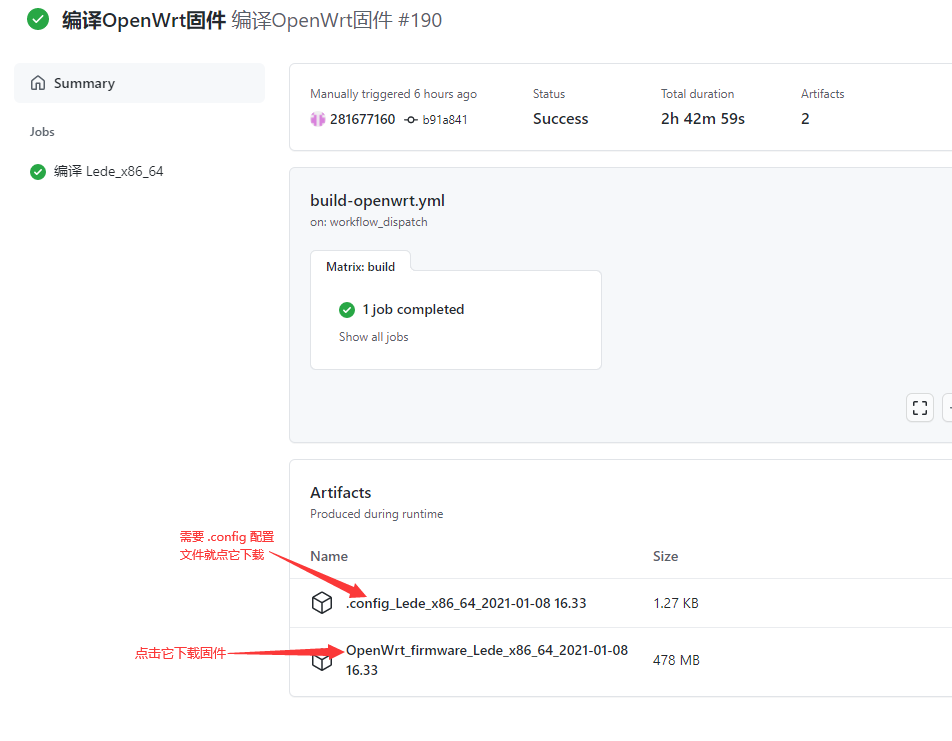 编译OpenWrt固件 编译OpenWrt固件 #190
Summary
Jobs
编译 Lede_x86_64
Manually triggered 6 hours ago
Status
Total duration
Artifacts
281677160 b91a841
Success
2h 42m 59s
2
build-openwrt.yml
on: workflow_dispatch
Matrix: build
1 job completed
Show all jobs
Artifacts
Produced during runtime
需要 .config 配置
文件就点它下载
Name
Size
.config_Lede_x86_64_2021-01-08 16.33
1.27 KB
点击它下载固件
OpenWrt_firmware_Lede_x86_64_2021-01-08
16.33
478 MB